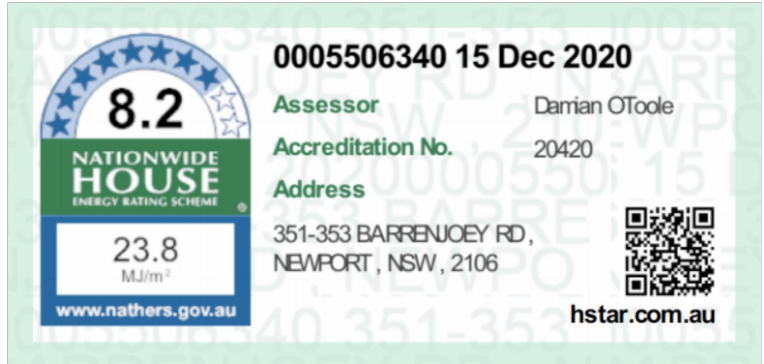 0005506340 15 Dec 2020
8.2
NATIONWIDE
HOUSE
ENERGY RATING SCHEME ®
23.8
MJ/m²
www.nathers.gov.au
Assessor Damian OToole
Accreditation No. 20420
Address
351-353 BARRENJOEY RD ,
NEWPORT , NSW , 2106
hstar.com.au